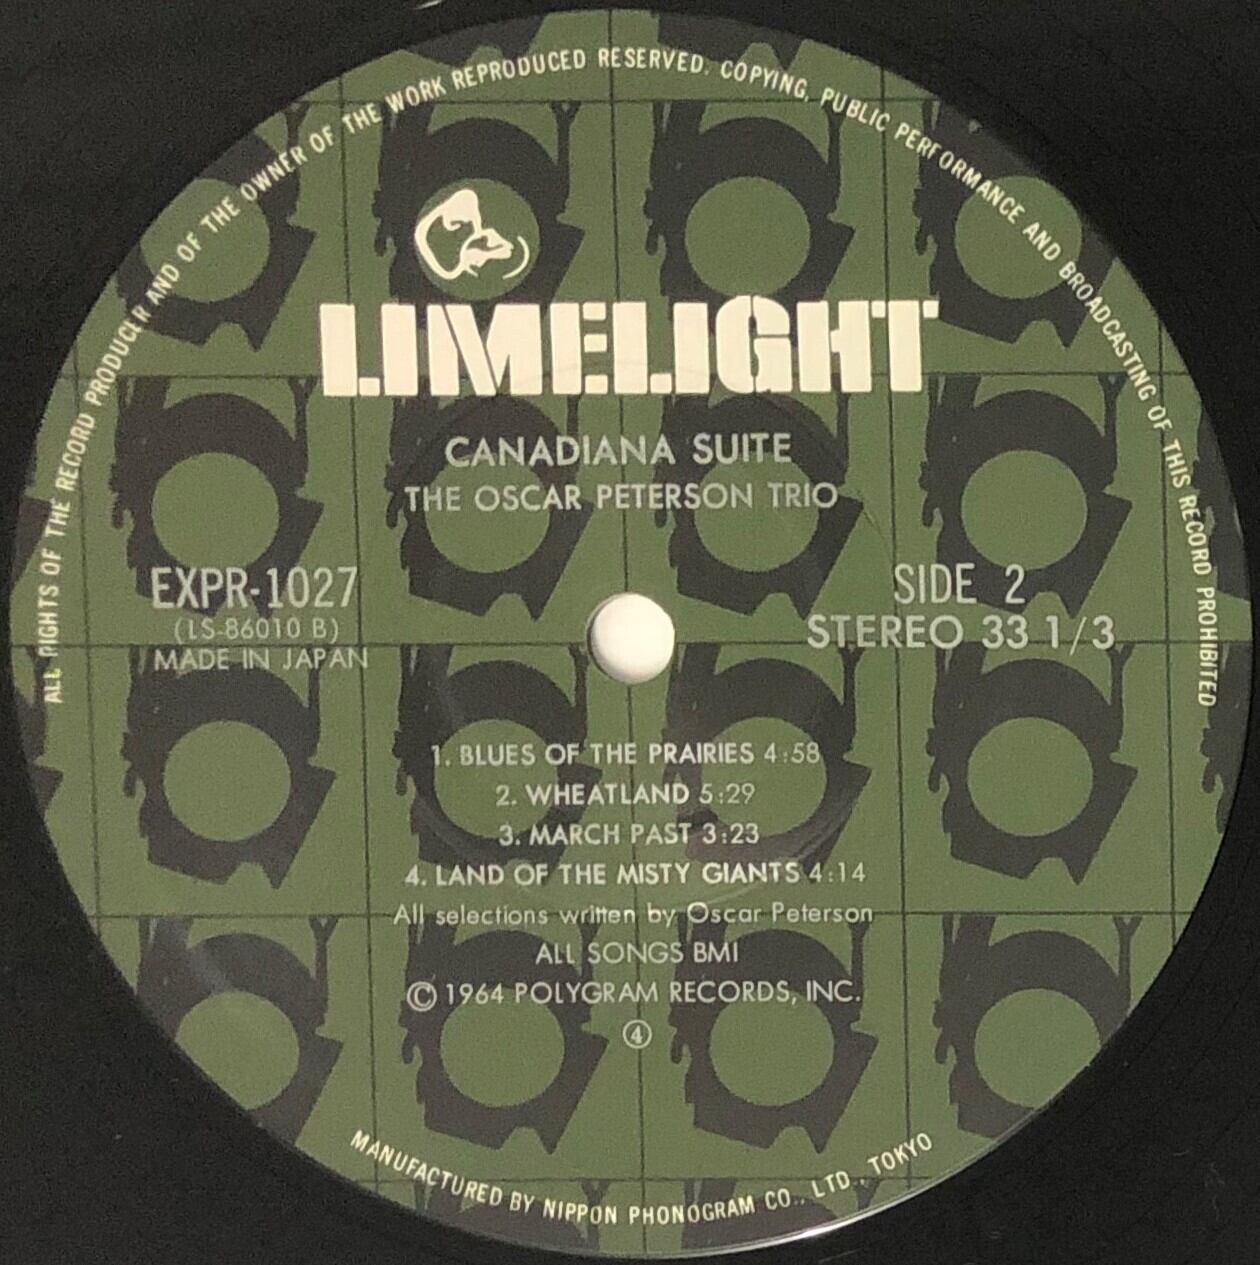 ALL RIGHTS OF THE RECORD PRODUCER AND OF THE OWNER OF THE WORK REPRODUCED RESERVED. COPYING, PUBLIC PERFORMANCE AND BROADCASTING OF THIS RECORD PROHIBITED
LIMELIGHT
CANADIANA SUITE
THE OSCAR PETERSON TRIO
EXPR-1027
(LS-86010 B)
MADE IN JAPAN
SIDE 2
STEREO 33 1/3
1. BLUES OF THE PRAIRIES 4:58
2. WHEATLAND 5:29
3. MARCH PAST 3:23
4. LAND OF THE MISTY GIANTS 4:14
All selections written by Oscar Peterson
ALL SONGS BMI
Ⓒ 1964 POLYGRAM RECORDS, INC.
④
MANUFACTURED BY NIPPON PHONOGRAM CO., LTD., TOKYO